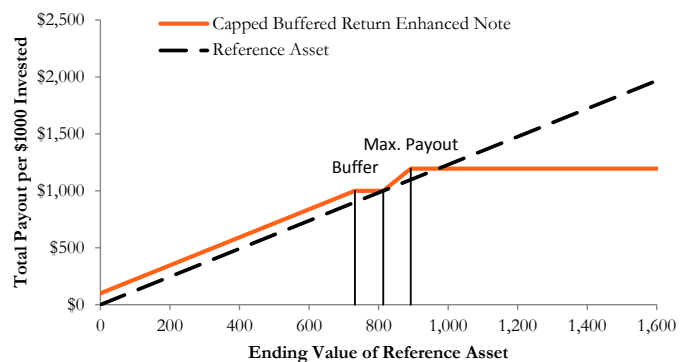 Capped Buffered Return Enhanced Note
Reference Asset
Total Payout per $1000 Invested
$2,500
$2,000
$1,500
$1,000
$500
$0
Max. Payout
Buffer
0 200 400 600 800 1,000 1,200 1,400 1,600
Ending Value of Reference Asset